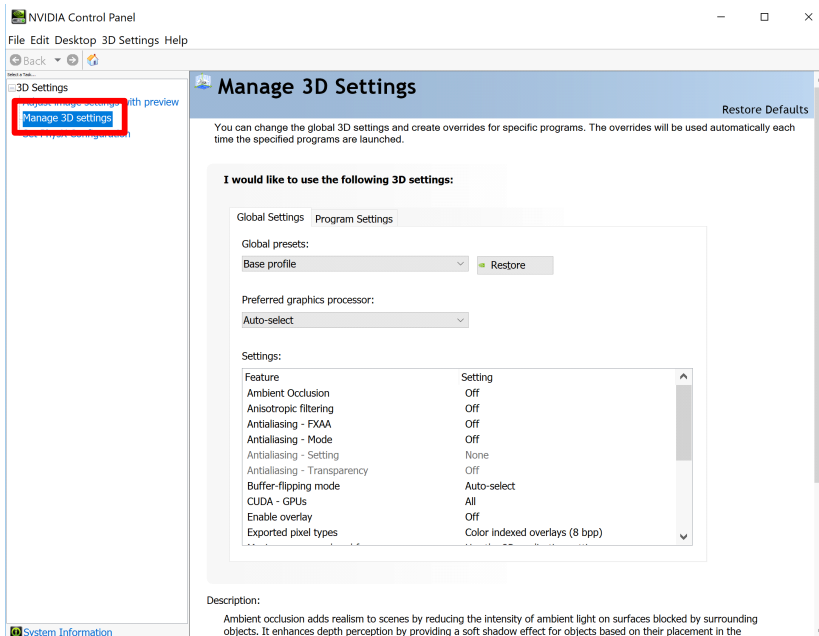 NVIDIA Control Panel
File Edit Desktop 3D Settings Help
Back
Select a Task...
3D Settings
with preview
Manage 3D settings
Manage 3D Settings
Restore Defaults
You can change the global 3D settings and create overrides for specific programs. The overrides will be used automatically each
time the specified programs are launched.
I would like to use the following 3D settings:
Global Settings Program Settings
Global presets:
Base profile Restore
Preferred graphics processor:
Auto-select
Settings:
Feature Setting
Ambient Occlusion Off
Anisotropic filtering Off
Antialiasing - FXAA Off
Antialiasing - Mode Off
Antialiasing - Setting None
Antialiasing - Transparency Off
Buffer-flipping mode Auto-select
CUDA - GPUs All
Enable overlay Off
Exported pixel types Color indexed overlays (8 bpp)
Description:
Ambient occlusion adds realism to scenes by reducing the intensity of ambient light on surfaces blocked by surrounding
objects. It enhances depth perception by providing a soft shadow effect for objects based on their placement in the
System Information